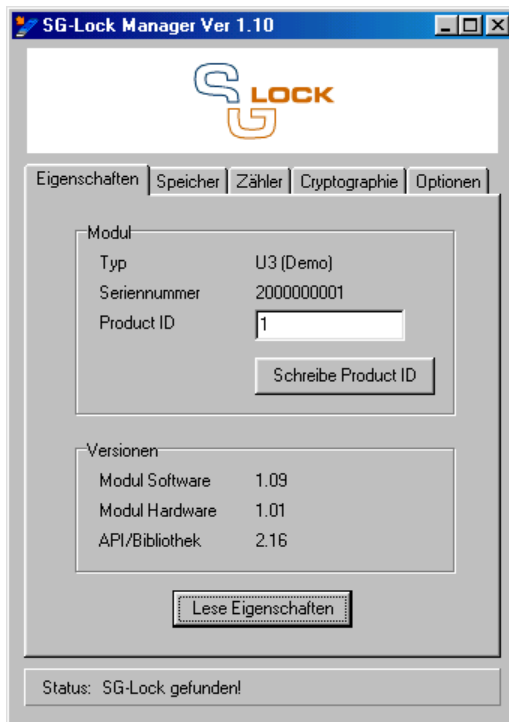 SG-Lock Manager Ver 1.10
SG LOCK
Eigenschaften Speicher Zähler Cryptographie Optionen
Modul
Typ U3 (Demo)
Seriennummer 2000000001
Product ID 1
Schreibe Product ID
Versionen
Modul Software 1.09
Modul Hardware 1.01
API/Bibliothek 2.16
Lese Eigenschaften
Status: SG-Lock gefunden!